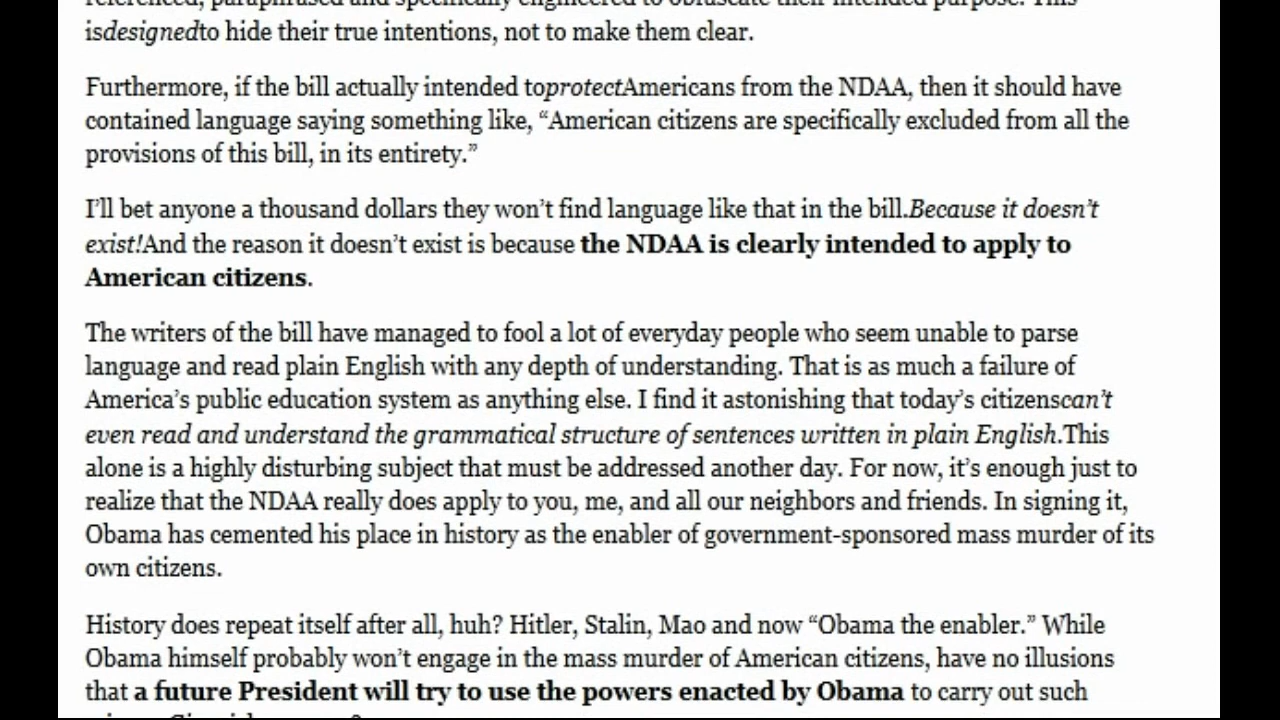 referenced, paraphrased and specifically engineered to obfuscate their intended purpose. This
isdesignedto hide their true intentions, not to make them clear.
Furthermore, if the bill actually intended toprotectAmericans from the NDAA, then it should have
contained language saying something like, “American citizens are specifically excluded from all the
provisions of this bill, in its entirety.”
I’ll bet anyone a thousand dollars they won’t find language like that in the bill.Because it doesn’t
exist!And the reason it doesn’t exist is because the NDAA is clearly intended to apply to
American citizens.
The writers of the bill have managed to fool a lot of everyday people who seem unable to parse
language and read plain English with any depth of understanding. That is as much a failure of
America’s public education system as anything else. I find it astonishing that today’s citizenscan’t
even read and understand the grammatical structure of sentences written in plain English.This
alone is a highly disturbing subject that must be addressed another day. For now, it’s enough just to
realize that the NDAA really does apply to you, me, and all our neighbors and friends. In signing it,
Obama has cemented his place in history as the enabler of government-sponsored mass murder of its
own citizens.
History does repeat itself after all, huh? Hitler, Stalin, Mao and now “Obama the enabler.” While
Obama himself probably won’t engage in the mass murder of American citizens, have no illusions
that a future President will try to use the powers enacted by Obama to carry out such